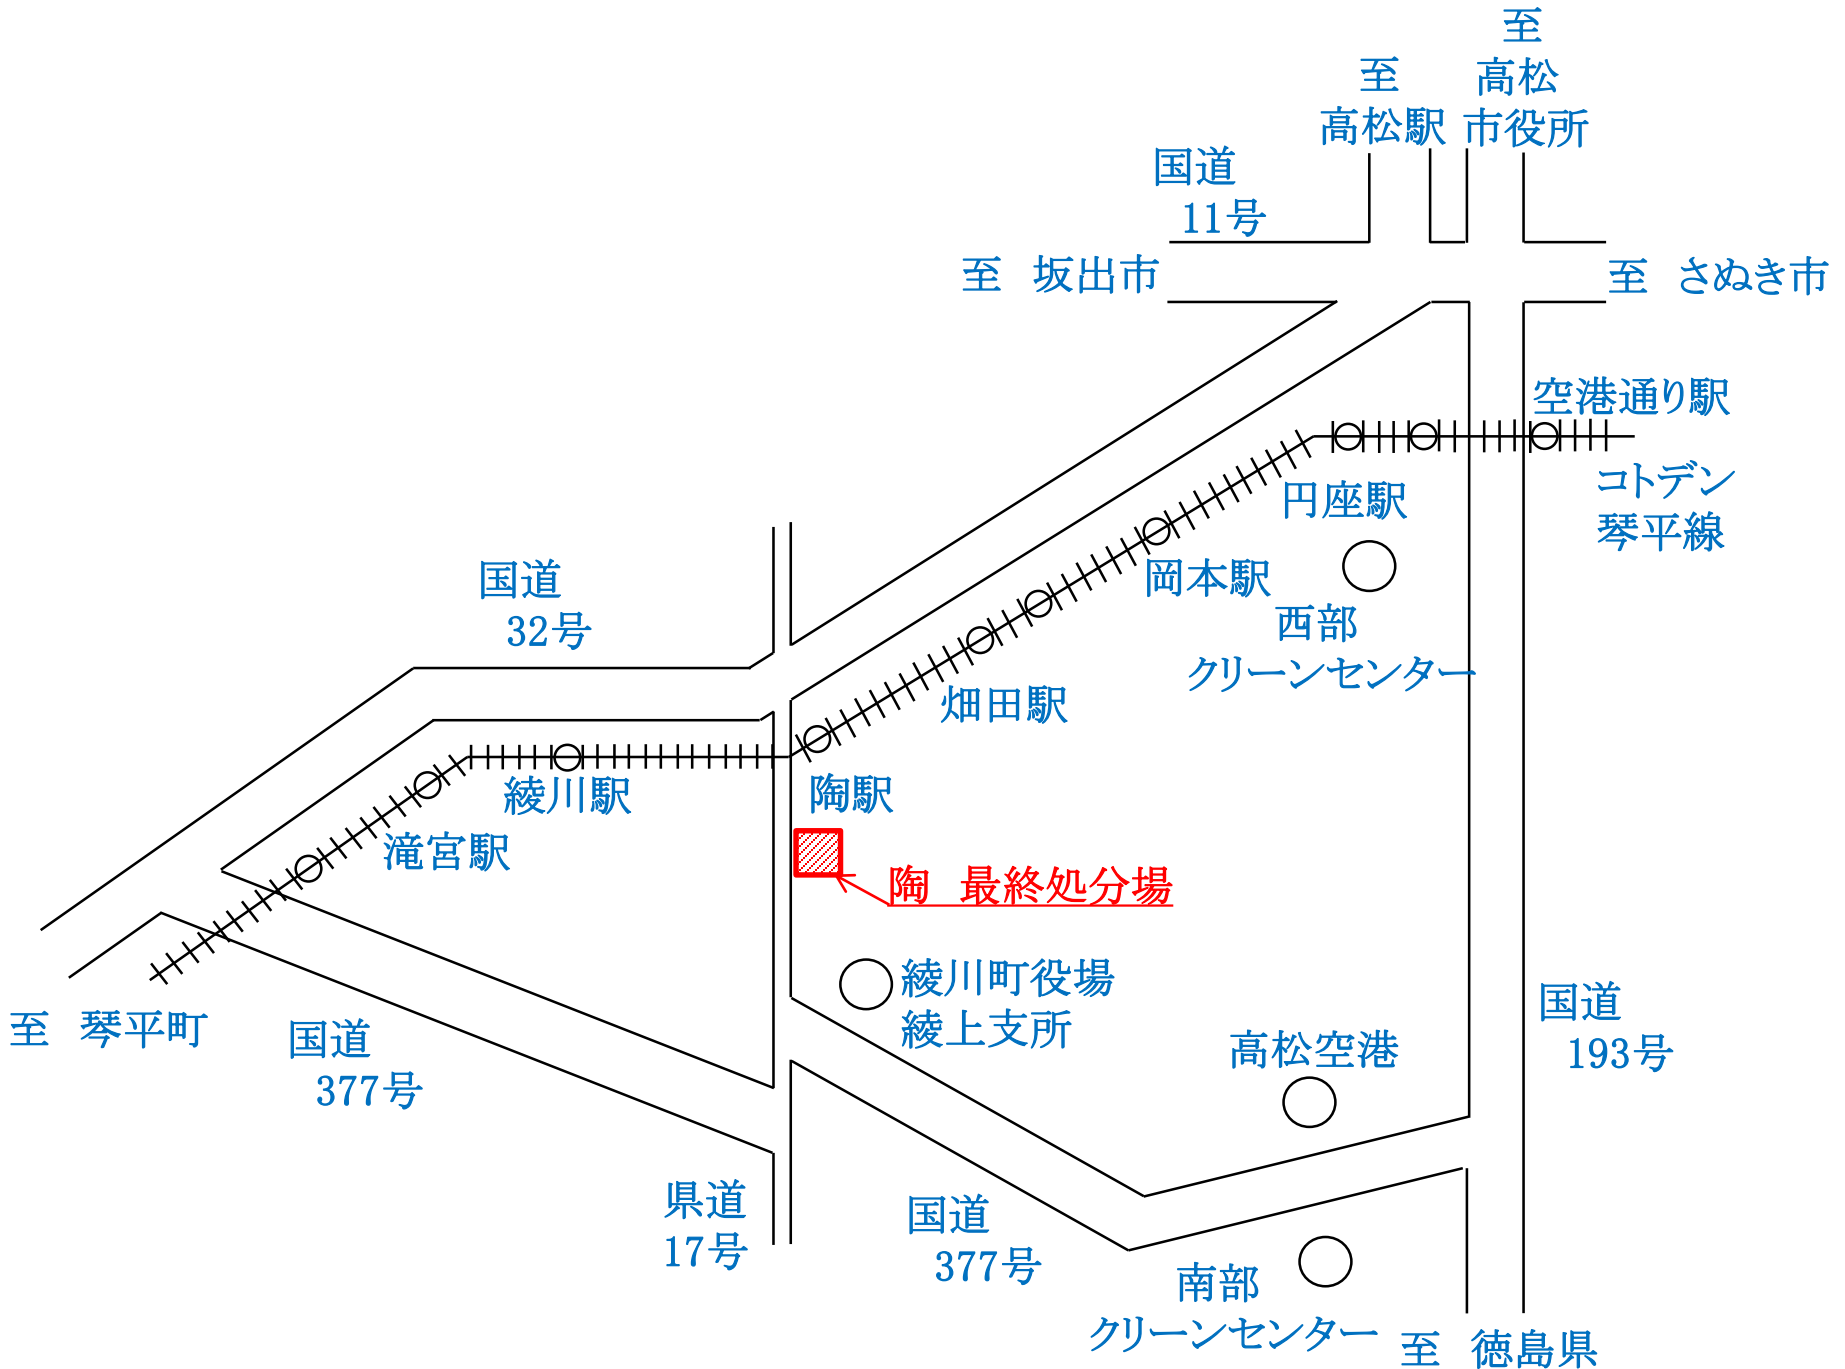 至
高松
市役所
至
高松駅
国道
11号
至　坂出市
至　さぬき市
空港通り駅
コトデン
琴平線
円座駅
岡本駅
西部
クリーンセンター
国道
32号
畑田駅
綾川駅
陶駅
滝宮駅
陶　最終処分場
綾川町役場
綾上支所
至　琴平町
国道
377号
高松空港
国道
193号
県道
17号
国道
377号
南部
クリーンセンター
至　徳島県